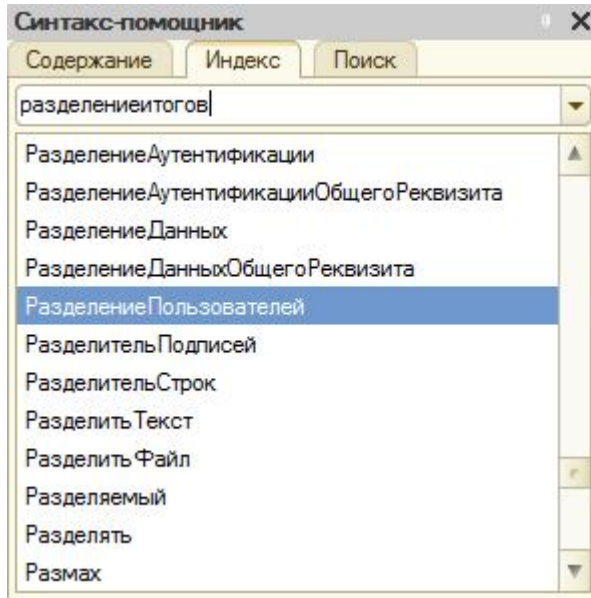 Синтакс-помощник
Содержание Индекс Поиск
разделениеитогов
РазделениеАутентификации
РазделениеАутентификацииОбщегоРеквизита
РазделениеДанных
РазделениеДанныхОбщегоРеквизита
РазделениеПользователей
РазделительПодписей
РазделительСтрок
РазделитьТекст
РазделитьФайл
Разделяемый
Разделять
Размах